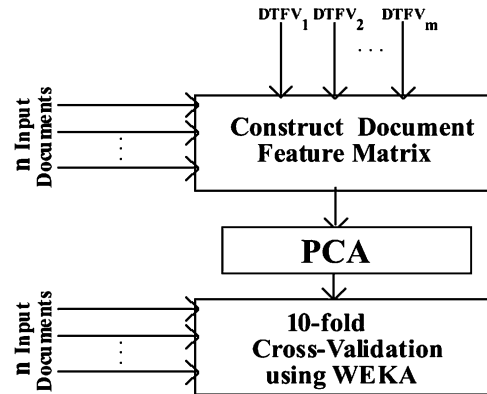 DTFV1 DTFV2 ... DTFVm
n Input
Documents
...
Construct Document
Feature Matrix
PCA
n Input
Documents
...
10-fold
Cross-Validation
using WEKA